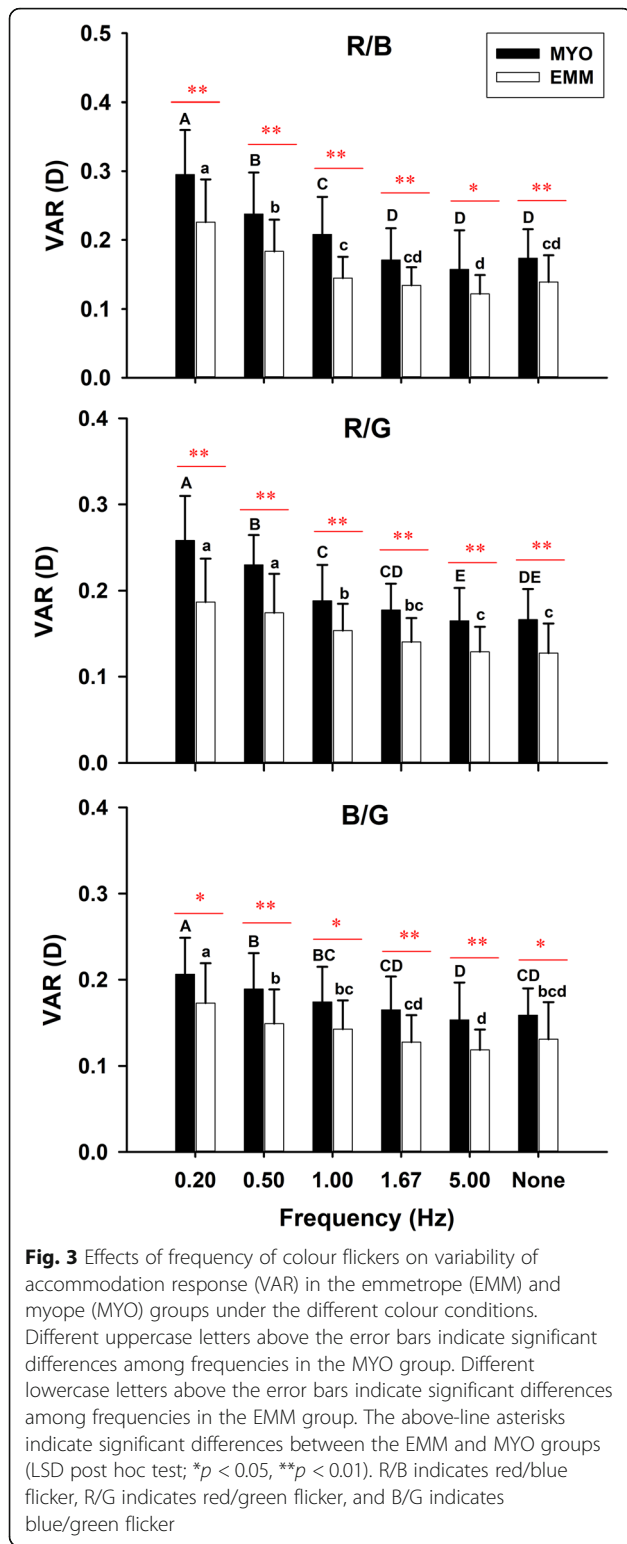 R/B
MYO
EMM
0.5
0.4
0.3
0.2
0.1
0.0
VAR (D)
** ** ** ** * **
A a B b C c D cd D d D cd
R/G
0.4
0.3
0.2
0.1
0.0
VAR (D)
** ** ** ** ** **
A a B a C b CD bc E c DE c
B/G
0.4
0.3
0.2
0.1
0.0
VAR (D)
* ** * ** ** *
A a B b BC bc CD cd D d CD bcd
0.20 0.50 1.00 1.67 5.00 None
Frequency (Hz)
Fig. 3 Effects of frequency of colour flickers on variability of
accommodation response (VAR) in the emmetrope (EMM) and
myope (MYO) groups under the different colour conditions.
Different uppercase letters above the error bars indicate significant
differences among frequencies in the MYO group. Different
lowercase letters above the error bars indicate significant differences
among frequencies in the EMM group. The above-line asterisks
indicate significant differences between the EMM and MYO groups
(LSD post hoc test; *p < 0.05, **p < 0.01). R/B indicates red/blue
flicker, R/G indicates red/green flicker, and B/G indicates
blue/green flicker